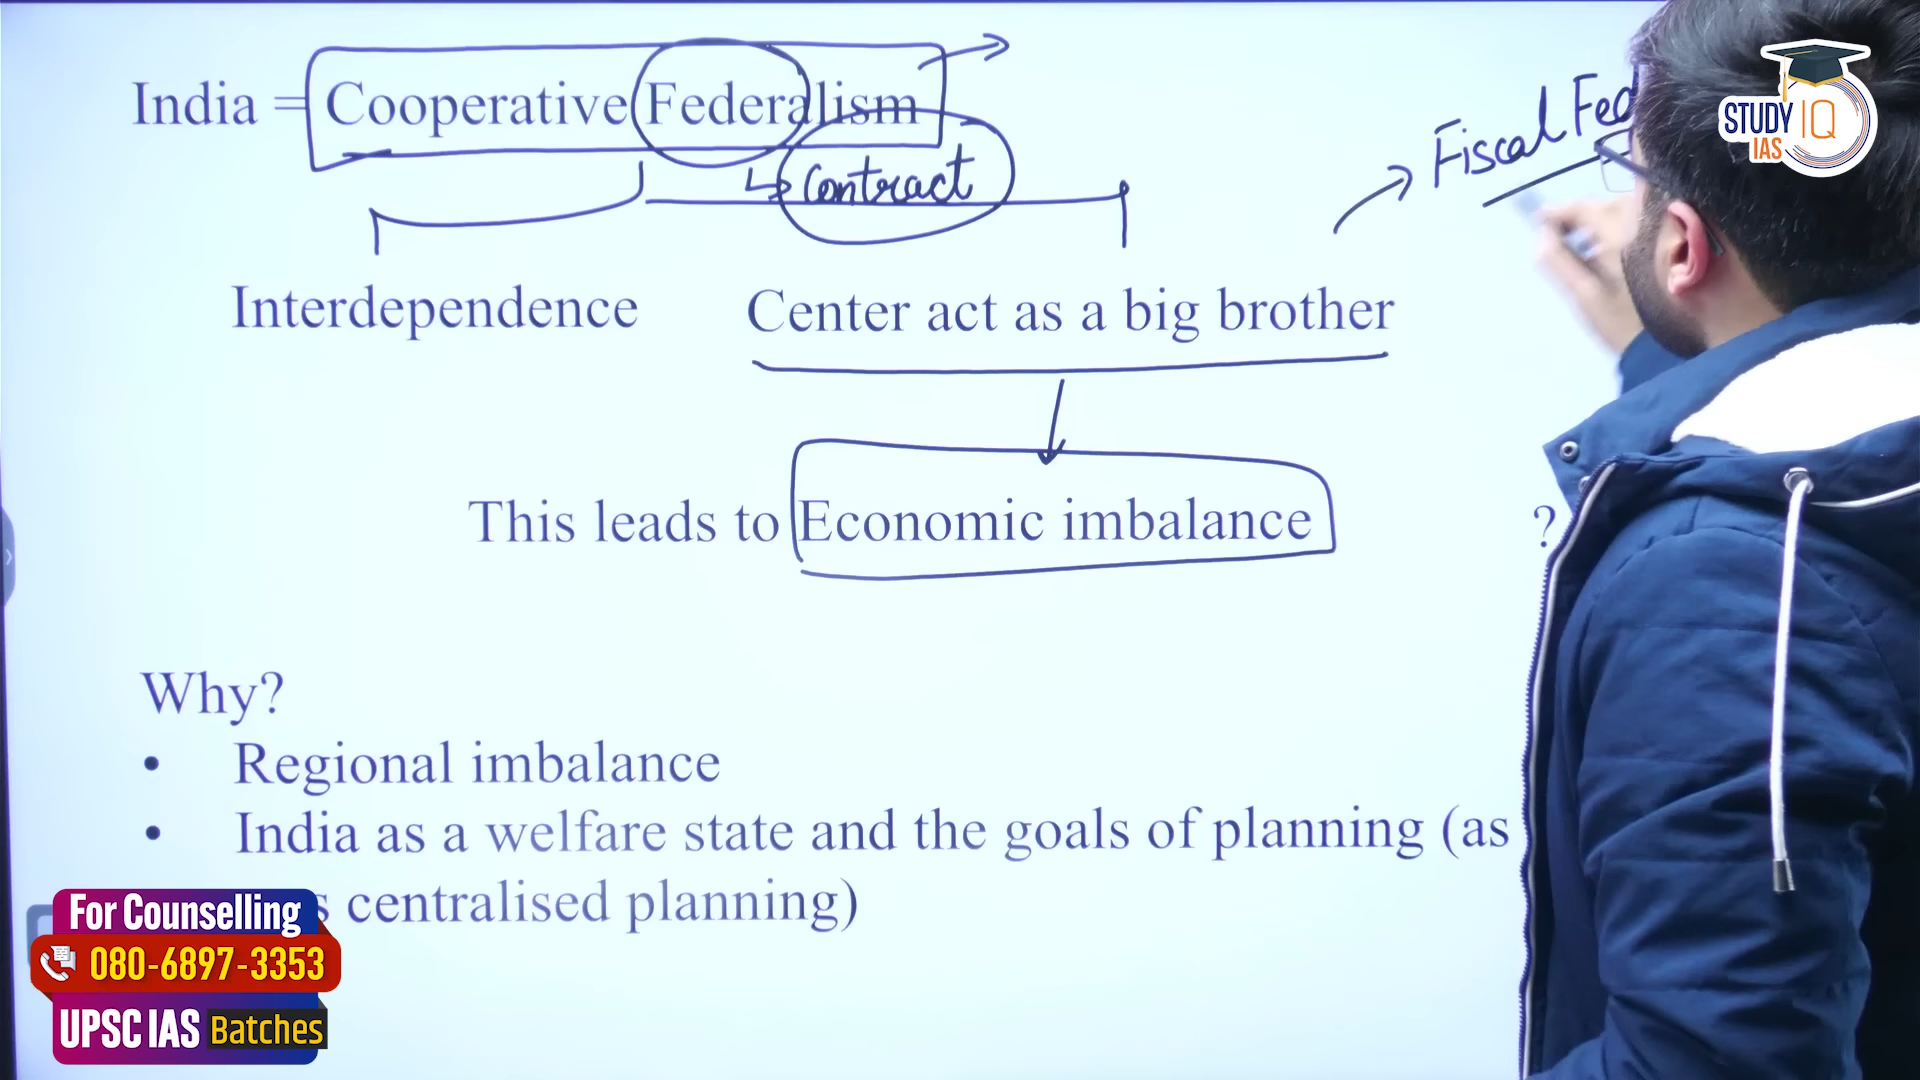 India = Cooperative Federalism
Contract
Fiscal Fed
STUDY IQ
IAS
Interdependence
Center act as a big brother
This leads to Economic imbalance ?
Why?
• Regional imbalance
• India as a welfare state and the goals of planning (as
s centralised planning)
For Counselling
080-6897-3353
UPSC IAS Batches